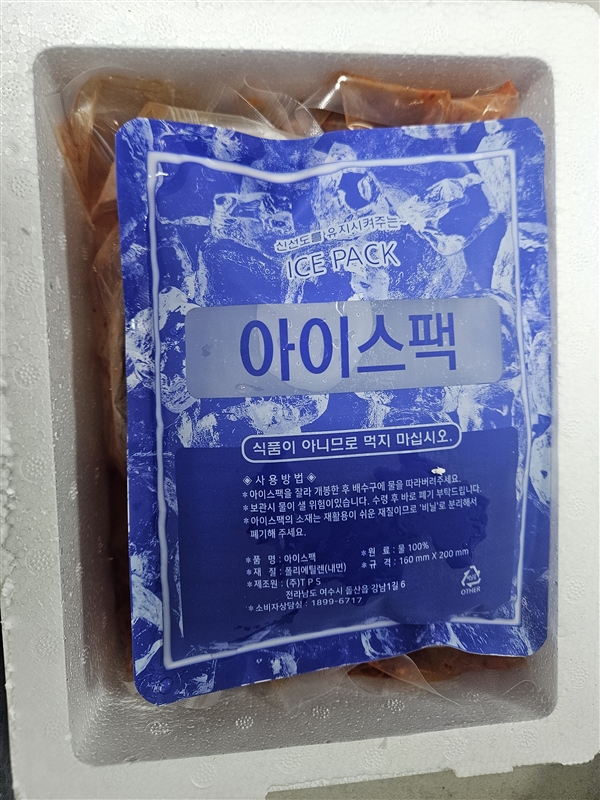 신선도를 유지시켜주는
ICE PACK
아이스팩
식품이 아니므로 먹지 마십시오.
◈ 사 용 방 법 ◈
* 아이스팩을 잘라 개봉한 후 배수구에 물을 따라버려주세요.
* 보관시 물이 샐 위험이있습니다. 수령 후 바로 폐기 부탁드립니다.
* 아이스팩의 소재는 재활용이 쉬운 재질이므로 '비닐'로 분리해서
폐기해 주세요.
* 품 명 : 아이스팩 * 원 료 : 물 100%
* 재 질 : 폴리에틸렌(내면) * 규 격 : 160 mm X 200 mm
* 제조원 : (주)T P S
전라남도 여수시 돌산읍 강남1길 6
* 소비자상담실 : 1899-6717
OTHER